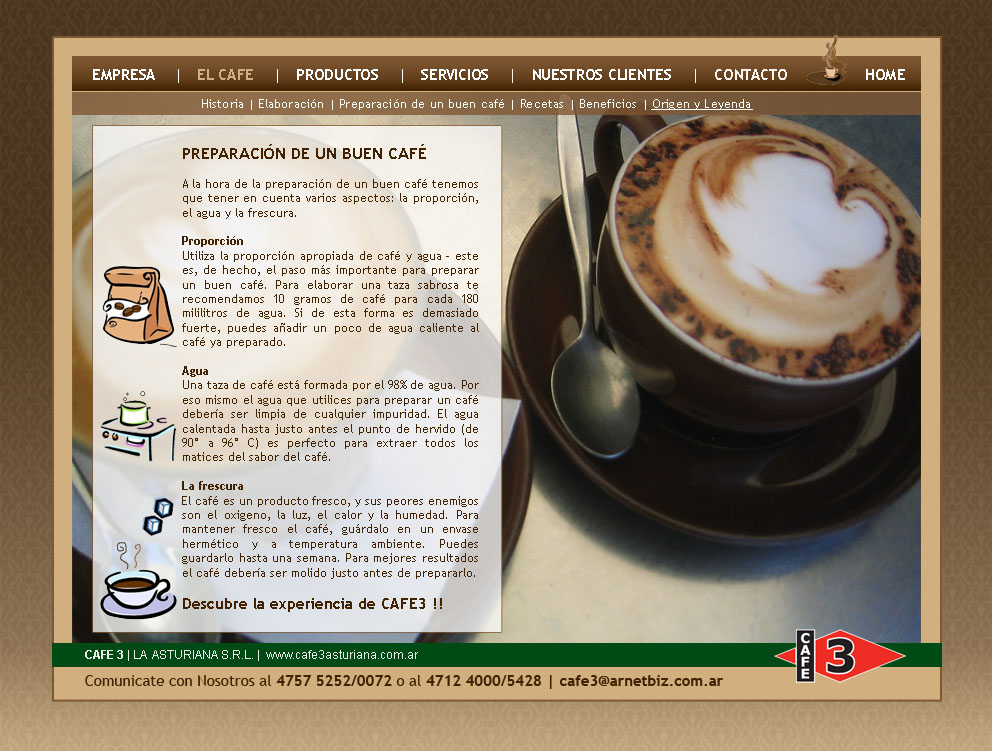 EMPRESA | EL CAFE | PRODUCTOS | SERVICIOS | NUESTROS CLIENTES | CONTACTO HOME
Historia | Elaboración | Preparación de un buen café | Recetas | Beneficios | Origen y Leyenda
PREPARACIÓN DE UN BUEN CAFÉ
A la hora de la preparación de un buen café tenemos
que tener en cuenta varios aspectos: la proporción,
el agua y la frescura.
Proporción
Utiliza la proporción apropiada de café y agua - este
es, de hecho, el paso más importante para preparar
un buen café. Para elaborar una taza sabrosa te
recomendamos 10 gramos de café para cada 180
mililitros de agua. Si de esta forma es demasiado
fuerte, puedes añadir un poco de agua caliente al
café ya preparado.
Agua
Una taza de café está formada por el 98% de agua. Por
eso mismo el agua que utilices para preparar un café
debería ser limpia de cualquier impuridad. El agua
calentada hasta justo antes el punto de hervido (de
90° a 96° C) es perfecto para extraer todos los
matices del sabor del café.
La frescura
El café es un producto fresco, y sus peores enemigos
son el oxigeno, la luz, el calor y la humedad. Para
mantener fresco el café, guárdalo en un envase
hermético y a temperatura ambiente. Puedes
guardarlo hasta una semana. Para mejores resultados
el café debería ser molido justo antes de prepararlo.
Descubre la experiencia de CAFE3 !!
CAFE 3 | LA ASTURIANA S.R.L. | www.cafe3asturiana.com.ar
CAFE 3
Comunicate con Nosotros al 4757 5252/0072 o al 4712 4000/5428 | cafe3@arnetbiz.com.ar